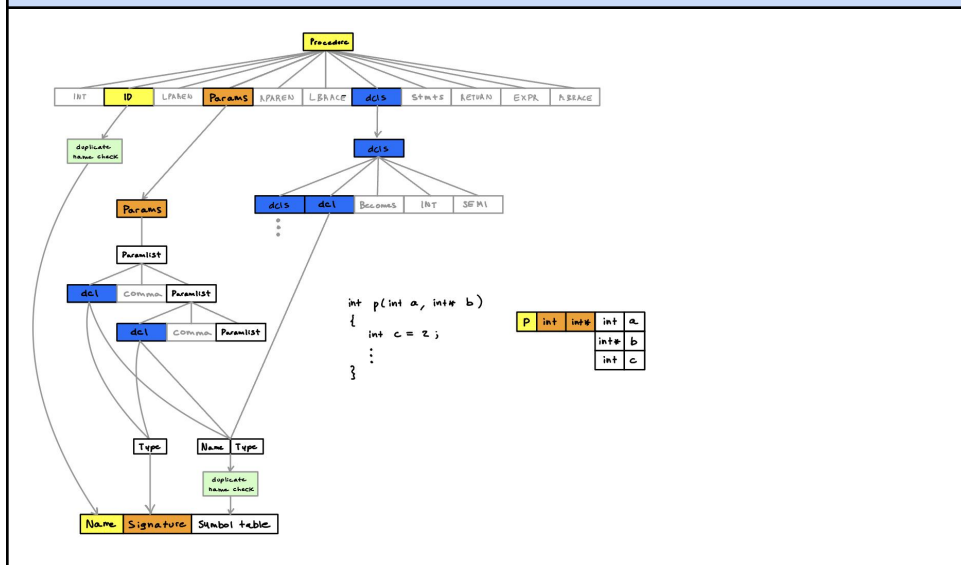 Procedure
INT ID LPAREN Params RPAREN LBRACE dcls Stmts RETURN EXPR RBRACE
duplicate
name check
dcls
Params
dcls dcl Becomes INT SEMI
Paramlist
dcl comma Paramlist
dcl comma Paramlist
int p(int a, int* b)
{
int c = 2;
}
P int int* int a
int* b
int c
Type
Name Type
duplicate
name check
Name Signature Symbol table